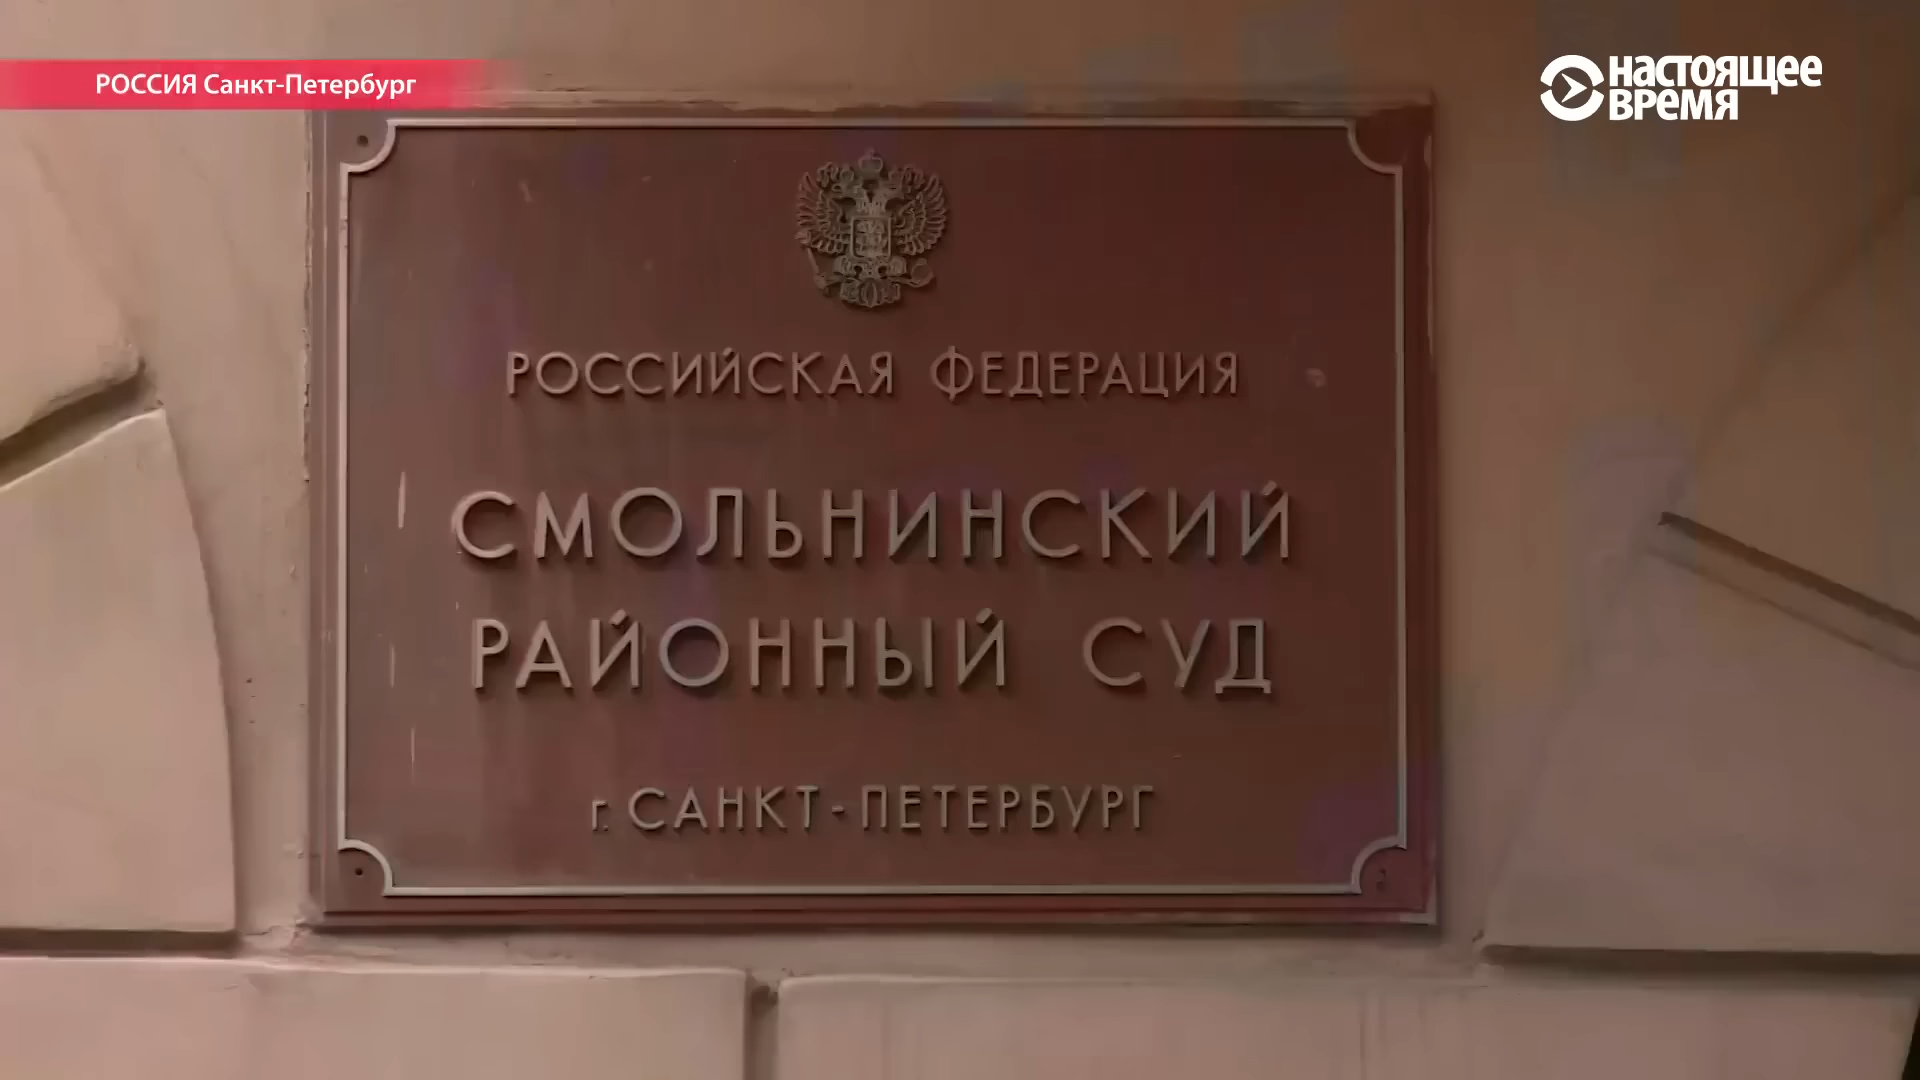 РОССИЯ Санкт-Петербург
НАСТОЯЩЕЕ
ВРЕМЯ
РОССИЙСКАЯ ФЕДЕРАЦИЯ
СМОЛЬНИНСКИЙ
РАЙОННЫЙ СУД
г. САНКТ-ПЕТЕРБУРГ